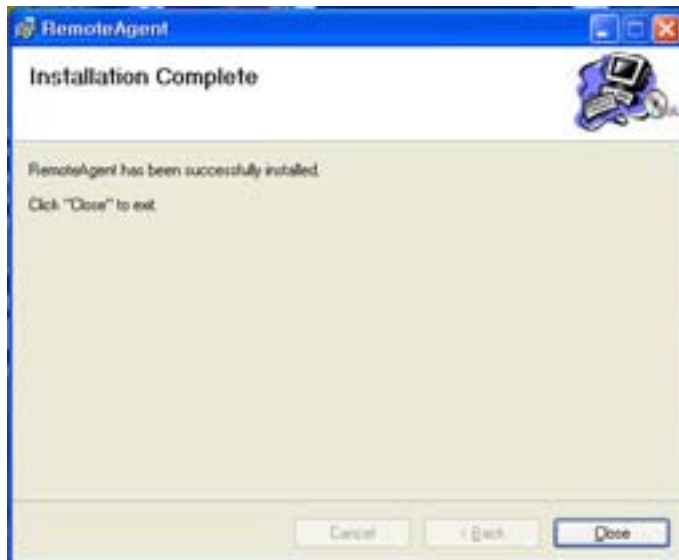 RemoteAgent
Installation Complete
RemoteAgent has been successfully installed.
Click "Close" to exit.
Cancel
< Back
Close